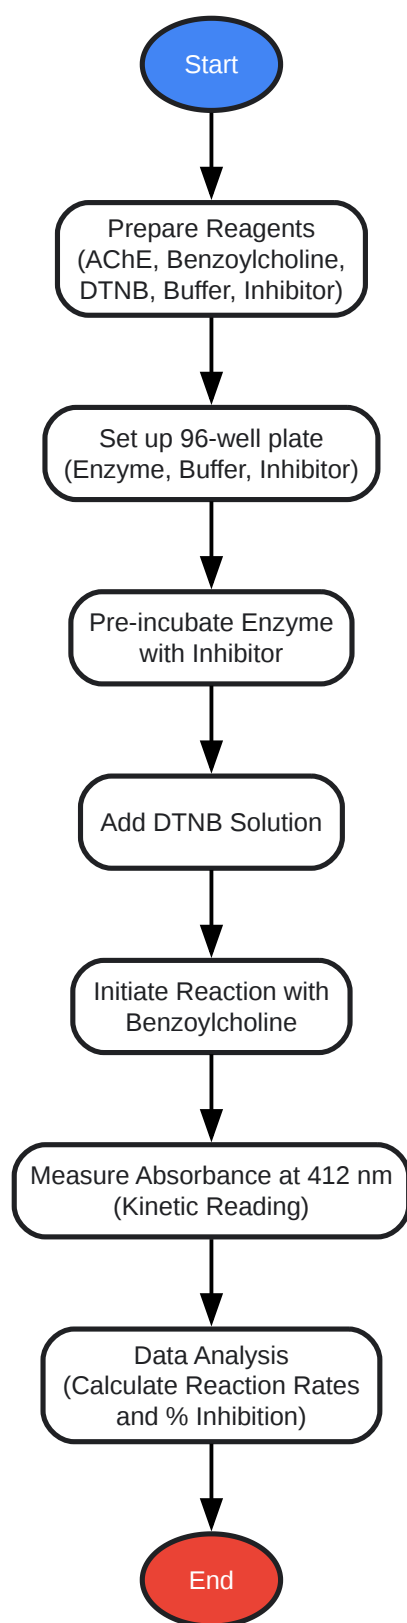 Start
Prepare Reagents
(AChE, Benzoylcholine,
DTNB, Buffer, Inhibitor)
Set up 96-well plate
(Enzyme, Buffer, Inhibitor)
Pre-incubate Enzyme
with Inhibitor
Add DTNB Solution
Initiate Reaction with
Benzoylcholine
Measure Absorbance at 412 nm
(Kinetic Reading)
Data Analysis
(Calculate Reaction Rates
and % Inhibition)
End